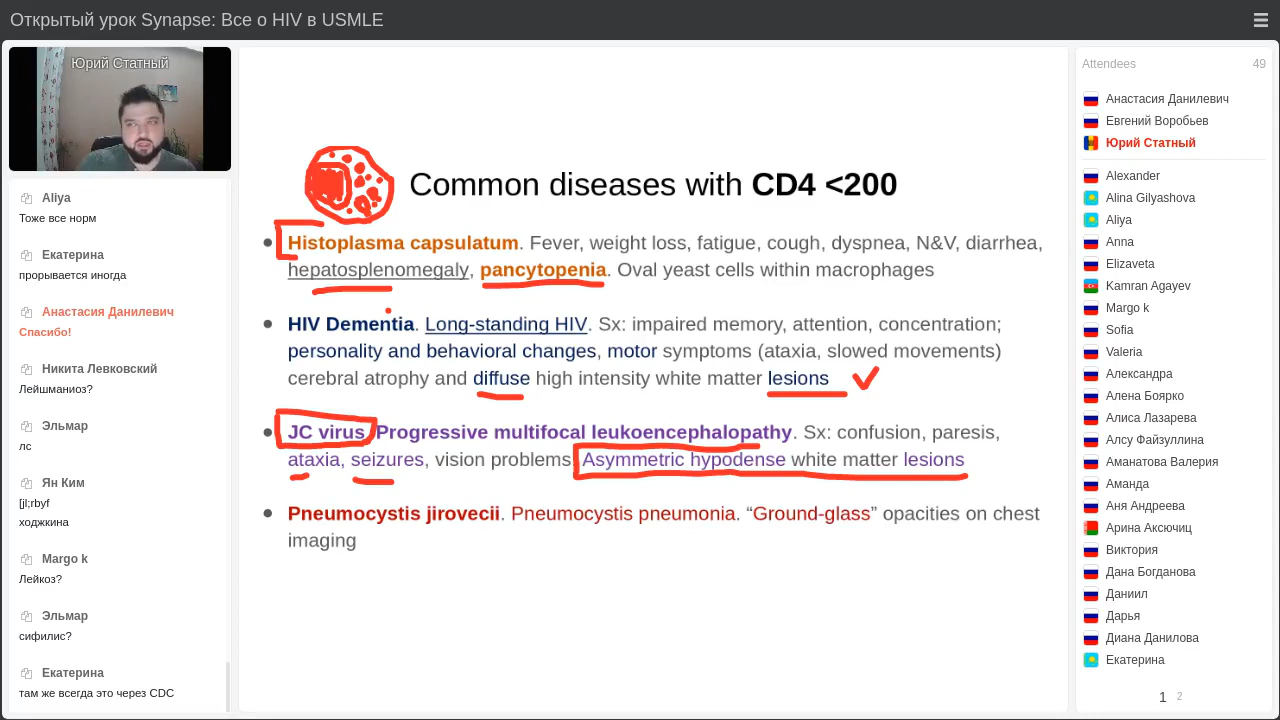 Открытый урок Synapse: Все о HIV в USMLE
Юрий Статный
Aliya
Тоже все норм
Екатерина
прорывается иногда
Анастасия Данилевич
Спасибо!
Никита Левковский
Лейшманиоз?
Эльмар
лс
Ян Ким
[jl;rbyf
ходжкина
Margo k
Лейкоз?
Эльмар
сифилис?
Екатерина
там же всегда это через CDC
Common diseases with CD4 <200
Histoplasma capsulatum. Fever, weight loss, fatigue, cough, dyspnea, N&V, diarrhea,
hepatosplenomegaly, pancytopenia. Oval yeast cells within macrophages
HIV Dementia. Long-standing HIV. Sx: impaired memory, attention, concentration;
personality and behavioral changes, motor symptoms (ataxia, slowed movements)
cerebral atrophy and diffuse high intensity white matter lesions
JC virus. Progressive multifocal leukoencephalopathy. Sx: confusion, paresis,
ataxia, seizures, vision problems. Asymmetric hypodense white matter lesions
Pneumocystis jirovecii. Pneumocystis pneumonia. “Ground-glass” opacities on chest
imaging
Attendees 49
Анастасия Данилевич
Евгений Воробьев
Юрий Статный
Alexander
Alina Gilyashova
Aliya
Anna
Elizaveta
Kamran Agayev
Margo k
Sofia
Valeria
Александра
Алена Боярко
Алиса Лазарева
Алсу Файзуллина
Аманатова Валерия
Аманда
Аня Андреева
Арина Аксючиц
Виктория
Дана Богданова
Даниил
Дарья
Диана Данилова
Екатерина
1 2